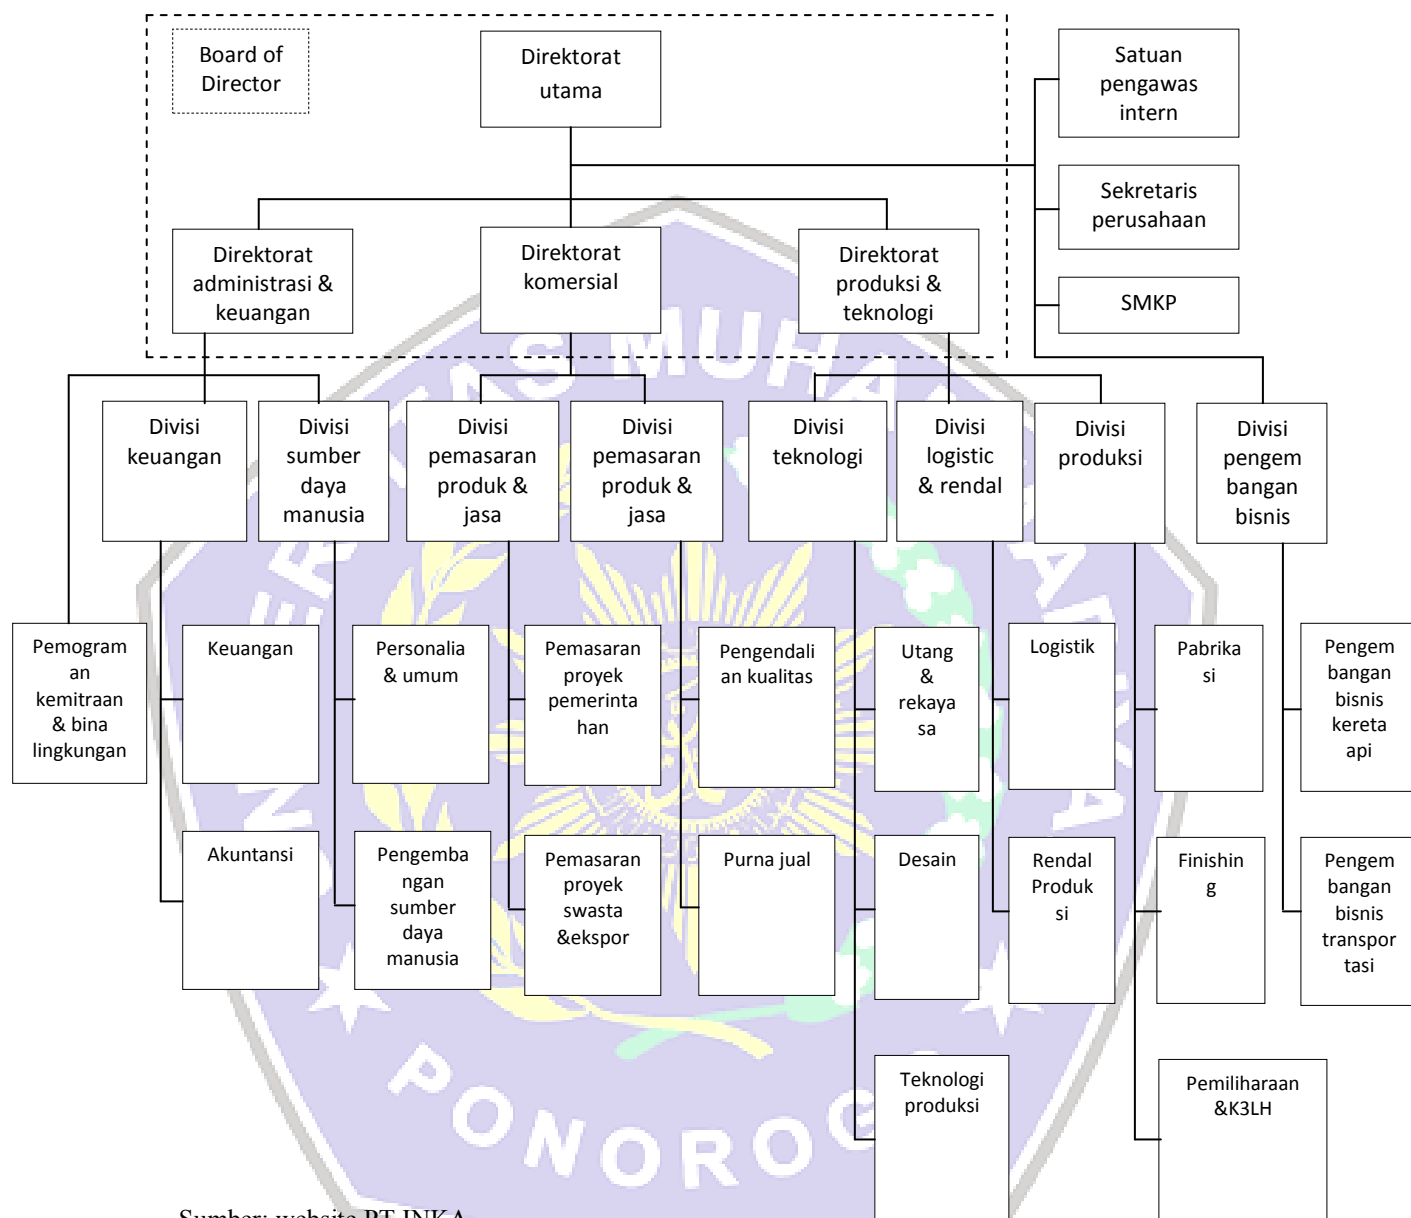 Board of
Director
Direktorat
utama
Satuan
pengawas
intern
Sekretaris
perusahaan
SMKP
Direktorat
administrasi &
keuangan
Direktorat
komersial
Direktorat
produksi &
teknologi
Divisi
keuangan
Divisi
sumber
daya
manusia
Divisi
pemasaran
produk &
jasa
Divisi
pemasaran
produk &
jasa
Divisi
teknologi
Divisi
logistic
& rendal
Divisi
produksi
Divisi
pengem
bangan
bisnis
Pemogram
an
kemitraan
& bina
lingkungan
Keuangan
Personalia
& umum
Pemasaran
proyek
pemerinta
han
Pengendali
an kualitas
Utang
&
rekaya
sa
Logistik
Pabrika
si
Pengem
bangan
bisnis
kereta
api
Akuntansi
Pengemba
ngan
sumber
daya
manusia
Pemasaran
proyek
swasta
&ekspor
Purna jual
Desain
Rendal
Produk
si
Finishin
g
Pengem
bangan
bisnis
transpor
tasi
Teknologi
produksi
Pemiliharaan
&K3LH
PONOROGO
Sumber: website PT INKA